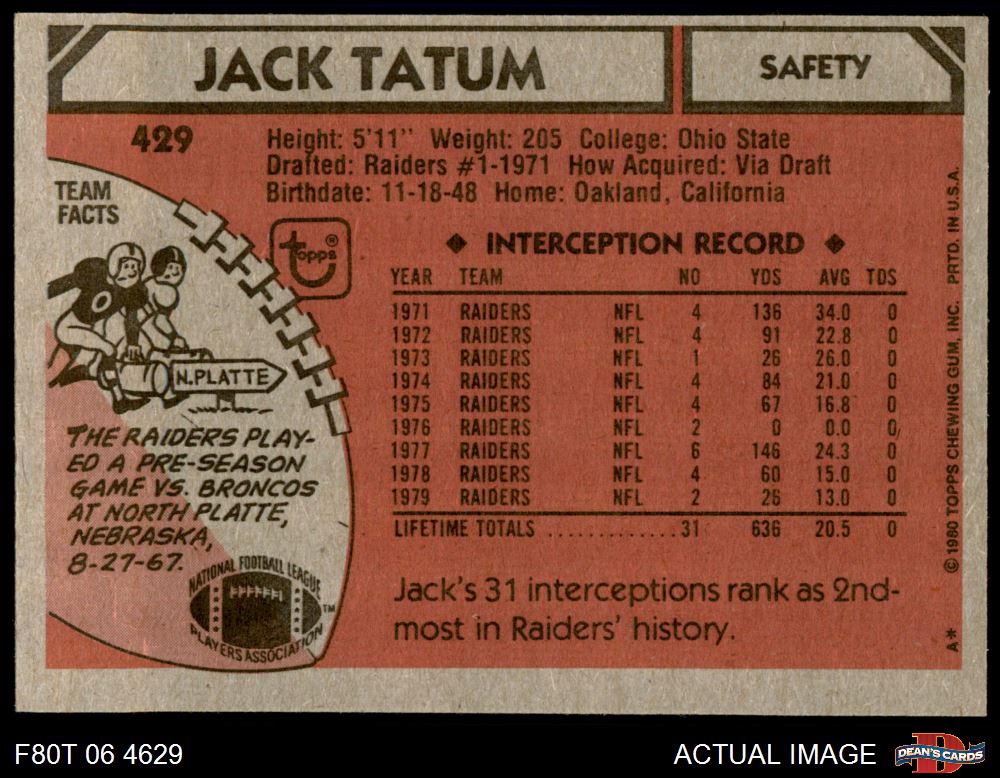 JACK TATUM
SAFETY
429
Height: 5'11" Weight: 205 College: Ohio State
Drafted: Raiders #1-1971 How Acquired: Via Draft
Birthdate: 11-18-48 Home: Oakland, California
TEAM
FACTS
N.PLATTE
THE RAIDERS PLAY-
ED A PRE-SEASON
GAME VS. BRONCOS
AT NORTH PLATTE,
NEBRASKA,
8-27-67.
NATIONAL FOOTBALL LEAGUE
PLAYERS ASSOCIATION
TM
topps ®
◆ INTERCEPTION RECORD ◆
YEAR TEAM NO YDS AVG TDS
1971 RAIDERS NFL 4 136 34.0 0
1972 RAIDERS NFL 4 91 22.8 0
1973 RAIDERS NFL 1 26 26.0 0
1974 RAIDERS NFL 4 84 21.0 0
1975 RAIDERS NFL 4 67 16.8 0
1976 RAIDERS NFL 2 0 0.0 0
1977 RAIDERS NFL 6 146 24.3 0
1978 RAIDERS NFL 4 60 15.0 0
1979 RAIDERS NFL 2 26 13.0 0
LIFETIME TOTALS .............31 636 20.5 0
Jack's 31 interceptions rank as 2nd-
most in Raiders' history.
A* © 1980 TOPPS CHEWING GUM, INC. PRTD. IN U.S.A.
F80T 06 4629
ACTUAL IMAGE
D
DEAN'S CARDS